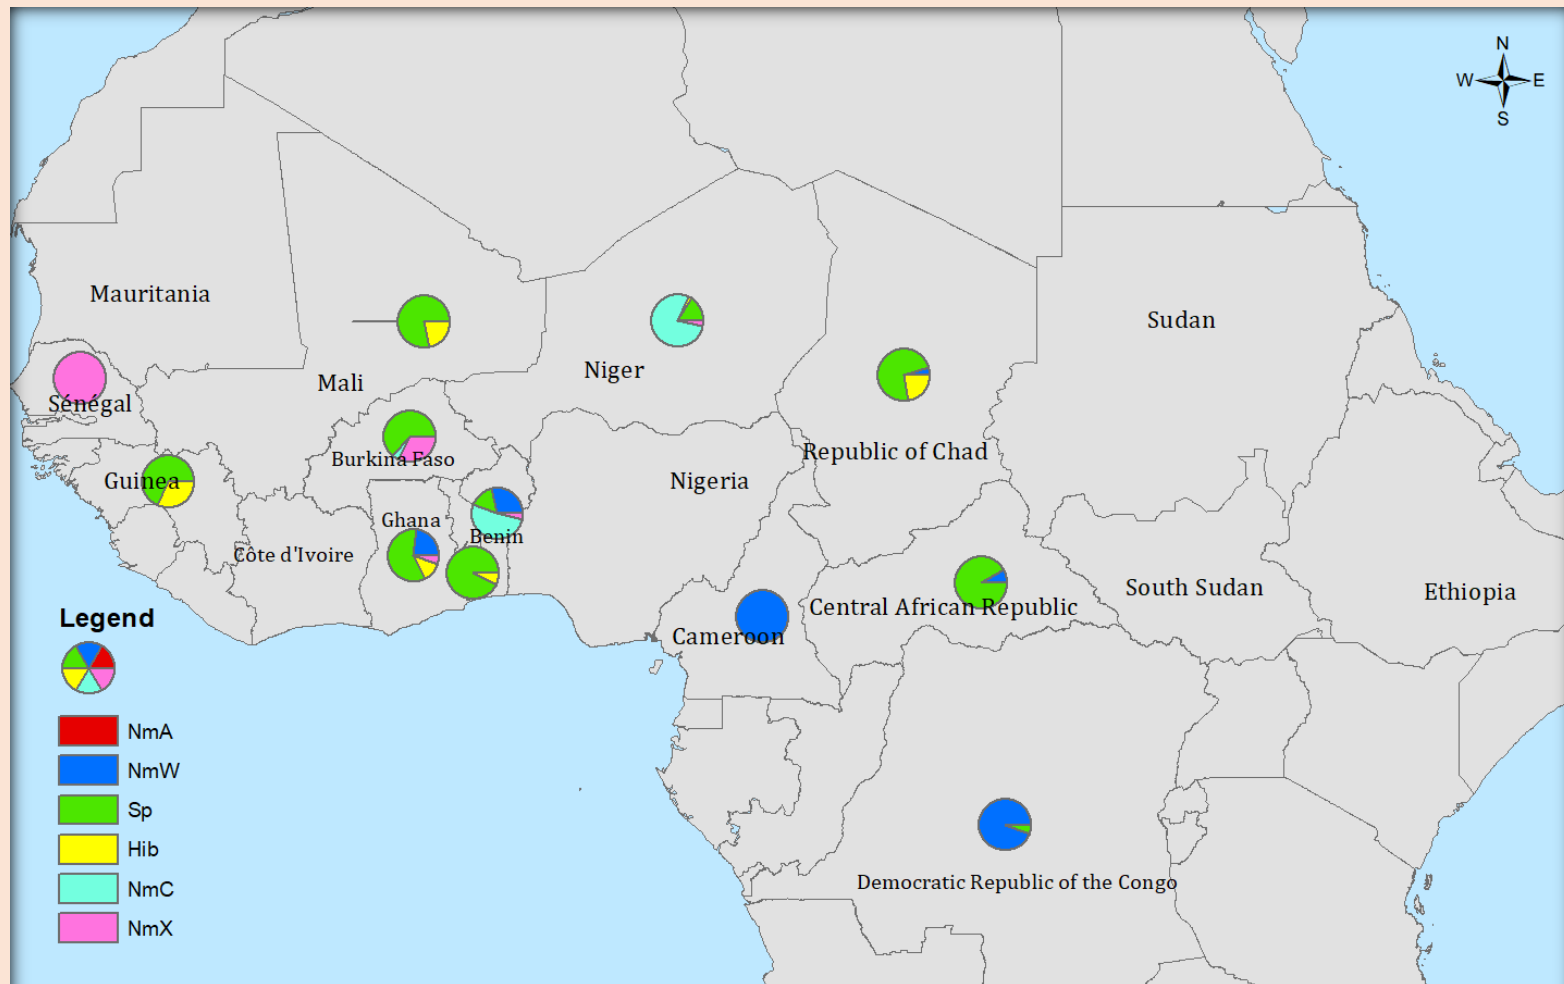 N
W E
S
Mauritania
Mali
Niger
Sudan
Sénégal
Burkina Faso
Republic of Chad
Guinea
Nigeria
Ghana
Benin
Côte d'Ivoire
Central African Republic
South Sudan
Ethiopia
Cameroon
Democratic Republic of the Congo
Legend
NmA
NmW
Sp
Hib
NmC
NmX